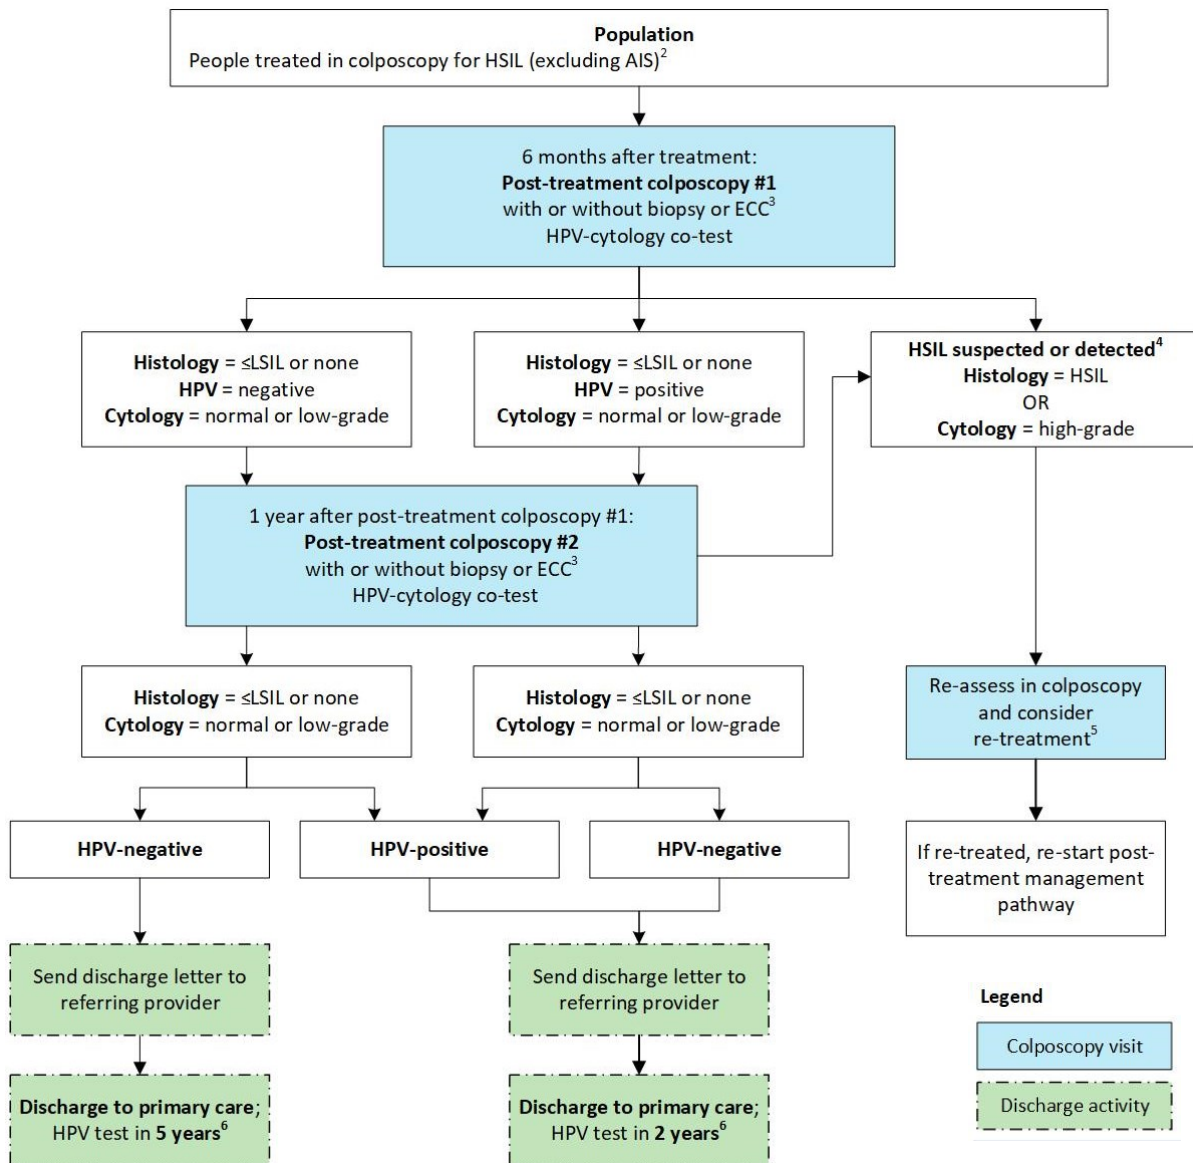 Population
People treated in colposcopy for HSIL (excluding AIS)2
6 months after treatment:
Post-treatment colposcopy #1
with or without biopsy or ECC3
HPV-cytology co-test
Histology = ≤LSIL or none
HPV = negative
Cytology = normal or low-grade
Histology = ≤LSIL or none
HPV = positive
Cytology = normal or low-grade
HSIL suspected or detected4
Histology = HSIL
OR
Cytology = high-grade
1 year after post-treatment colposcopy #1:
Post-treatment colposcopy #2
with or without biopsy or ECC3
HPV-cytology co-test
Histology = ≤LSIL or none
Cytology = normal or low-grade
Histology = ≤LSIL or none
Cytology = normal or low-grade
Re-assess in colposcopy
and consider
re-treatment5
HPV-negative
HPV-positive
HPV-negative
If re-treated, re-start post-
treatment management
pathway
Send discharge letter to
referring provider
Send discharge letter to
referring provider
Discharge to primary care;
HPV test in 5 years6
Discharge to primary care;
HPV test in 2 years6
Legend
Colposcopy visit
Discharge activity